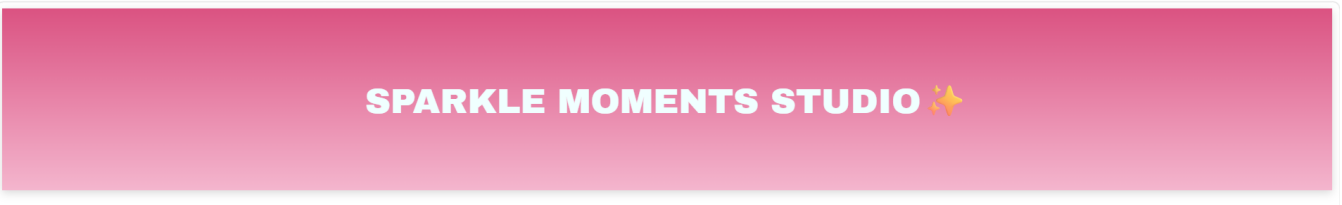 SPARKLE MOMENTS STUDIO ✨